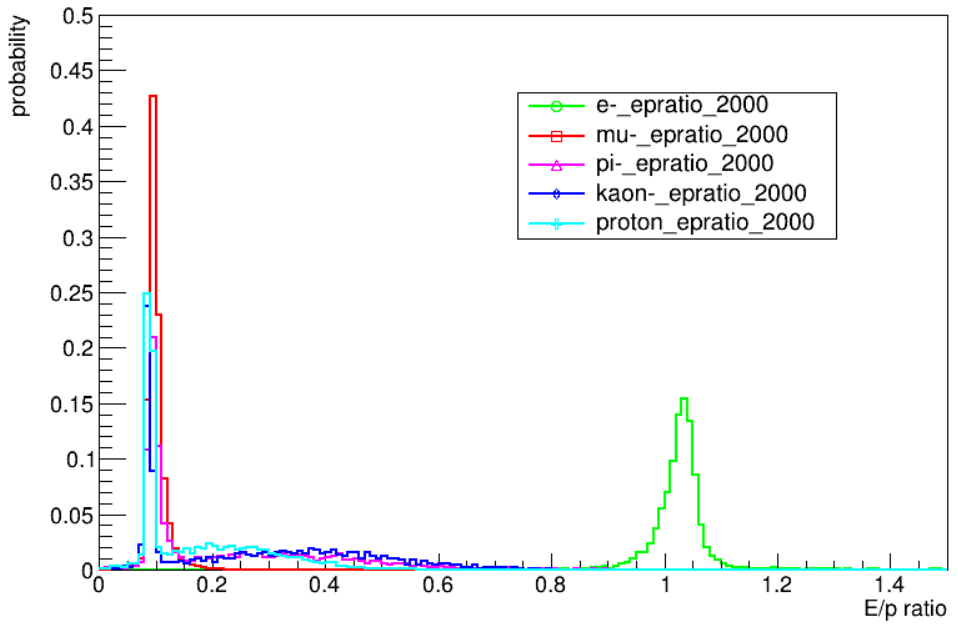 probability
0.5
0.45
0.4
0.35
0.3
0.25
0.2
0.15
0.1
0.05
0
e-_epratio_2000
mu-_epratio_2000
pi-_epratio_2000
kaon-_epratio_2000
proton_epratio_2000
0 0.2 0.4 0.6 0.8 1 1.2 1.4
E/p ratio